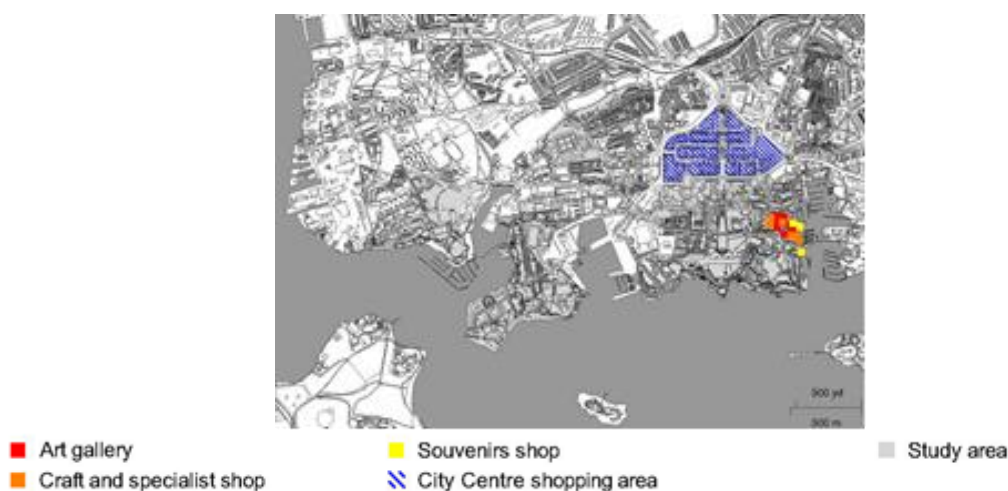 500 yd
500 m
Art gallery
Souvenirs shop
Study area
Craft and specialist shop
City Centre shopping area